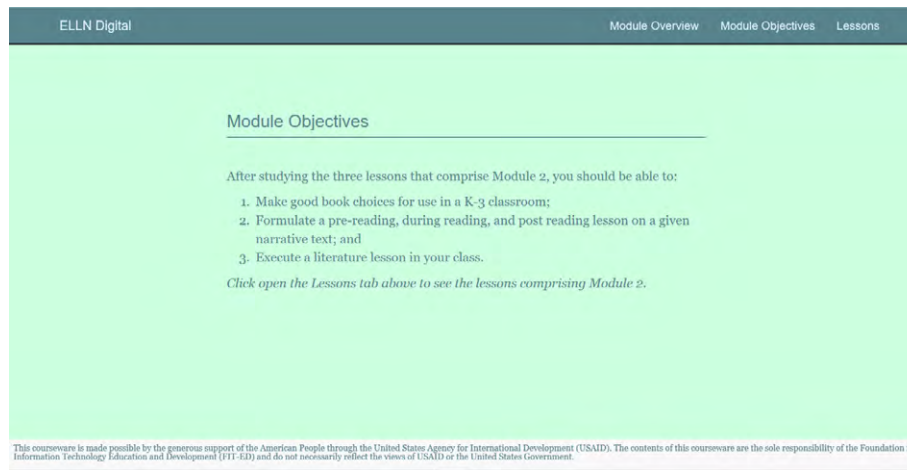 ELLN Digital
Module Overview Module Objectives Lessons
Module Objectives
After studying the three lessons that comprise Module 2, you should be able to:
1. Make good book choices for use in a K-3 classroom;
2. Formulate a pre-reading, during reading, and post reading lesson on a given
narrative text; and
3. Execute a literature lesson in your class.
Click open the Lessons tab above to see the lessons comprising Module 2.
This courseware is made possible by the generous support of the American People through the United States Agency for International Development (USAID). The contents of this courseware are the sole responsibility of the Foundation
Information Technology Education and Development (FIT-ED) and do not necessarily reflect the views of USAID or the United States Government.